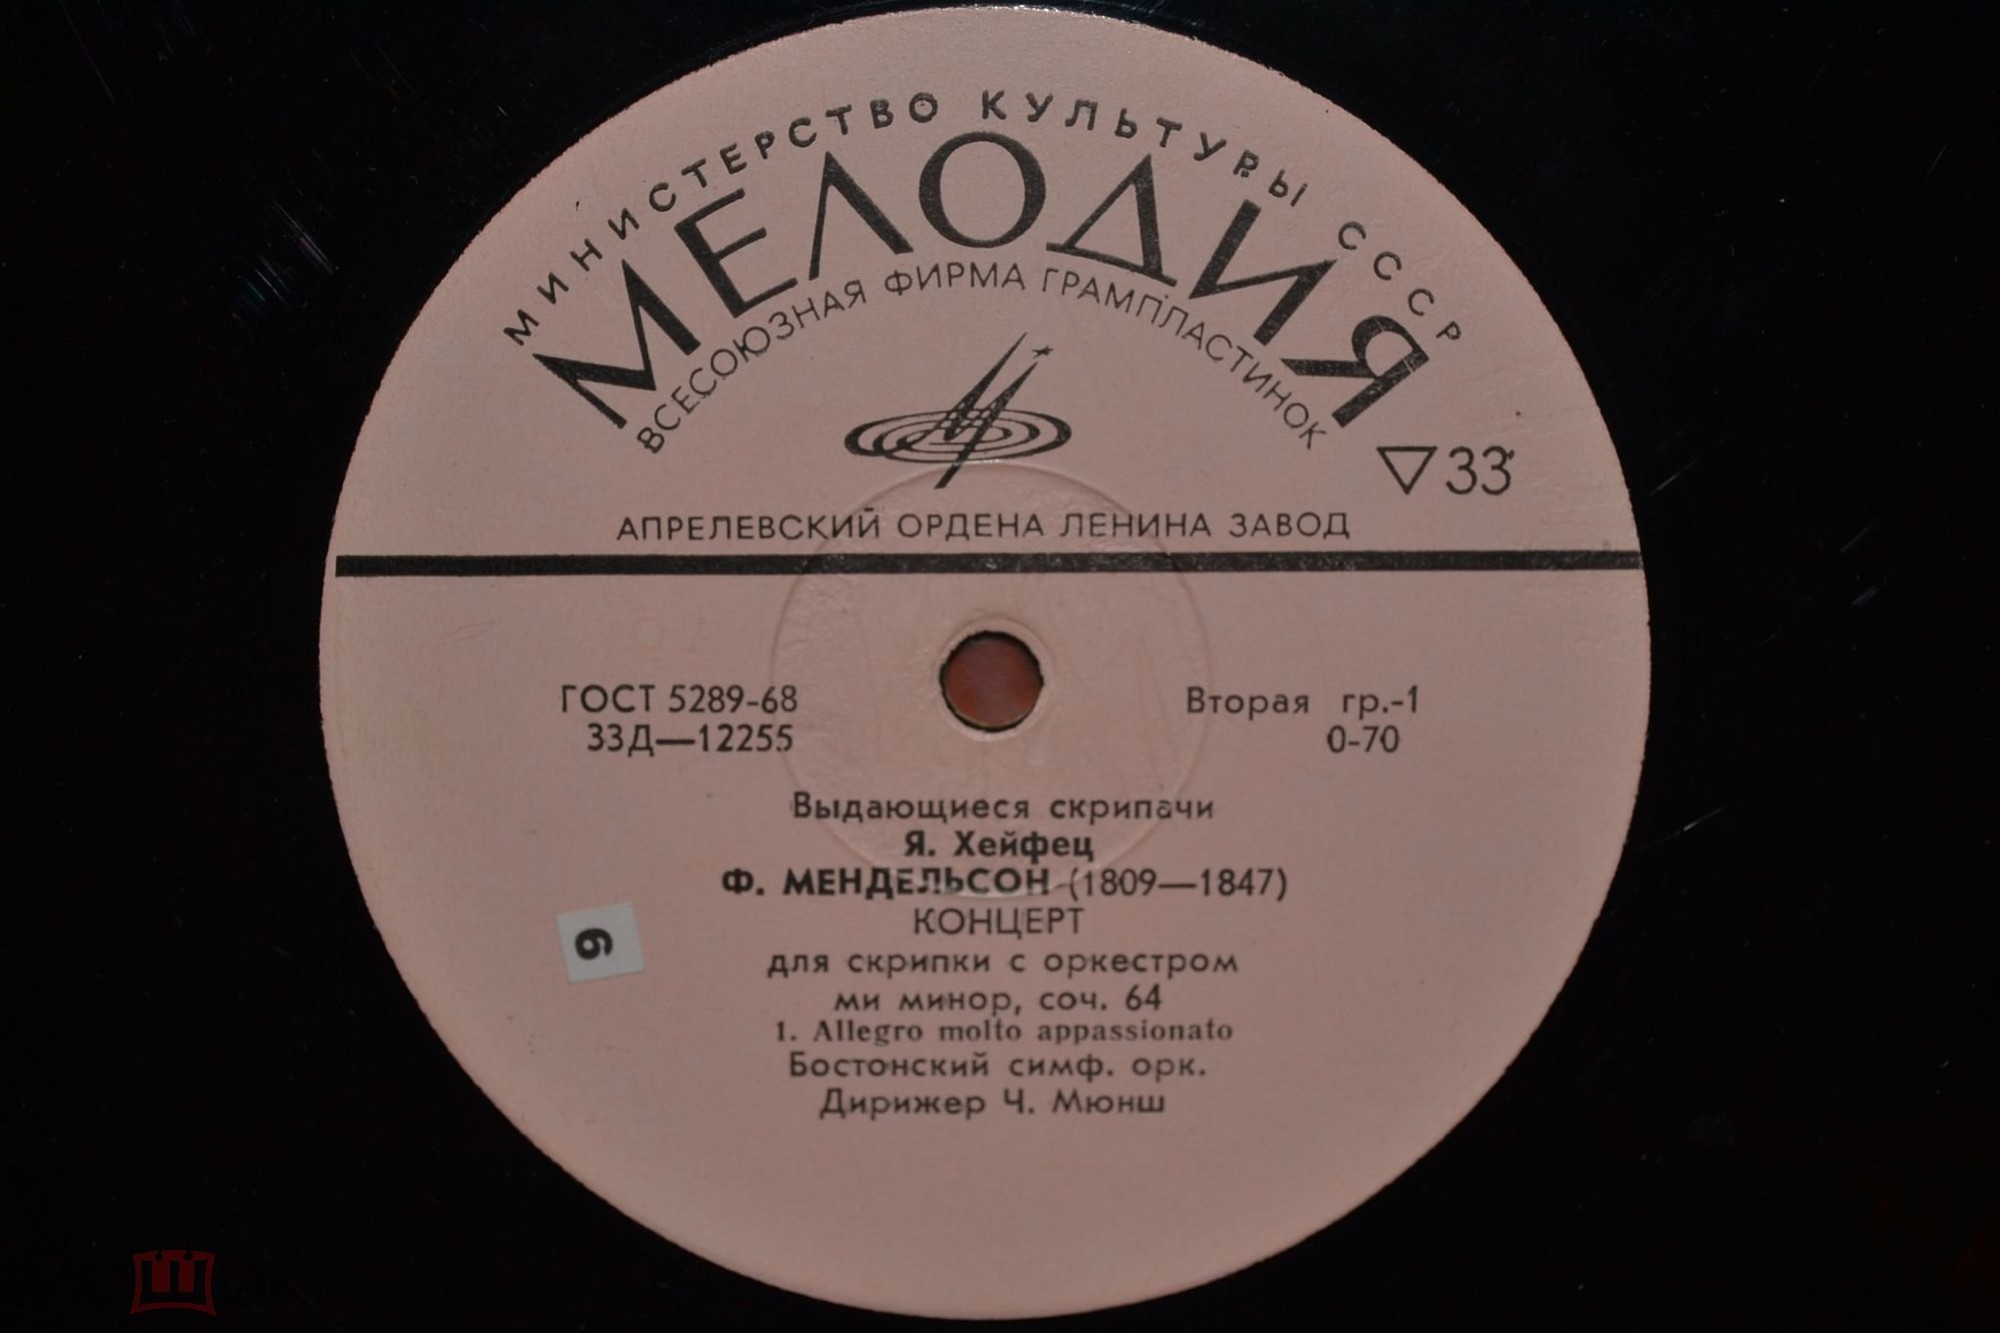 МИНИСТЕРСТВО КУЛЬТУРЫ СССР
МЕЛОДИЯ
ВСЕСОЮЗНАЯ ФИРМА ГРАМПЛАСТИНОК
▽33
АПРЕЛЕВСКИЙ ОРДЕНА ЛЕНИНА ЗАВОД
ГОСТ 5289-68
33Д—12255
Вторая гр.-1
0-70
Выдающиеся скрипачи
Я. Хейфец
Ф. МЕНДЕЛЬСОН (1809—1847)
КОНЦЕРТ
для скрипки с оркестром
ми минор, соч. 64
1. Allegro molto appassionato
Бостонский симф. орк.
Дирижер Ч. Мюнш